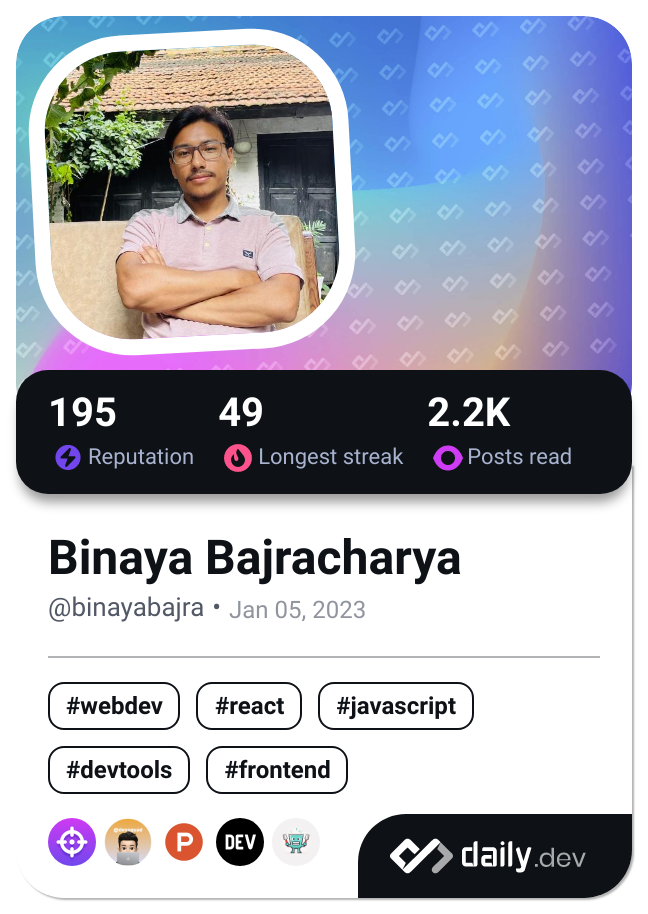 195 49 2.2K
Reputation Longest streak Posts read
Binaya Bajracharya
@binayabajra • Jan 05, 2023
#webdev #react #javascript
#devtools #frontend
P DEV
daily.dev